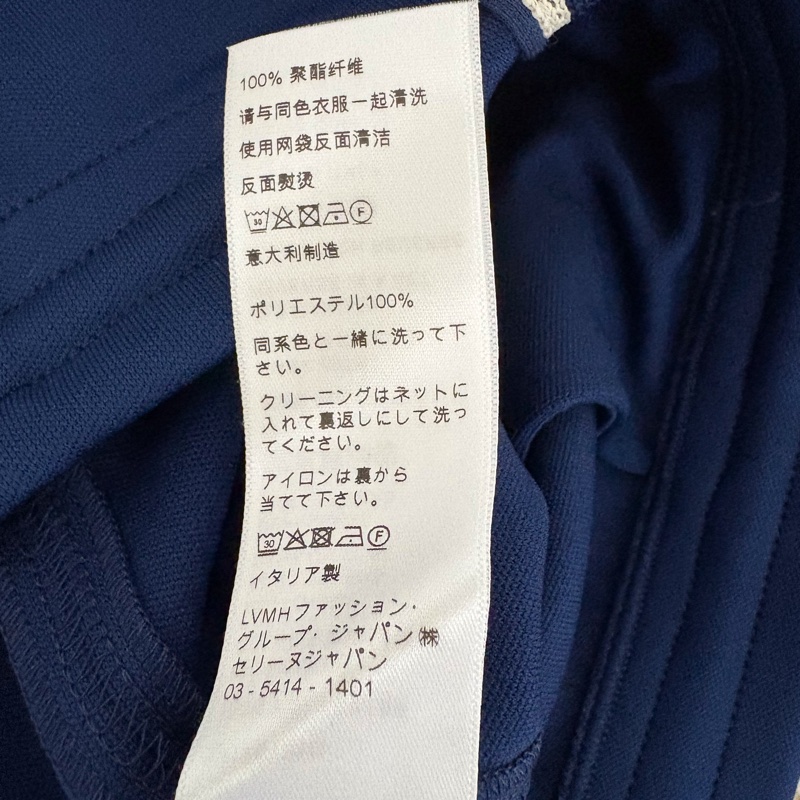 100% 聚酯纤维
请与同色衣服一起清洗
使用网袋反面清洁
反面熨烫
30 F
意大利制造
ポリエステル100%
同系色と一緒に洗って下
さい。
クリーニングはネットに
入れて裏返しにして洗っ
てください。
アイロンは裏から
当てて下さい。
30 F
イタリア製
LVMHファッション·
グループ· ジャパン㈱
セリーヌジャパン
03-5414-1401